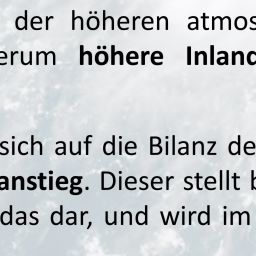 der höheren atmos
erum höhere Inland
sich auf die Bilanz de
anstieg. Dieser stellt b
das dar, und wird im